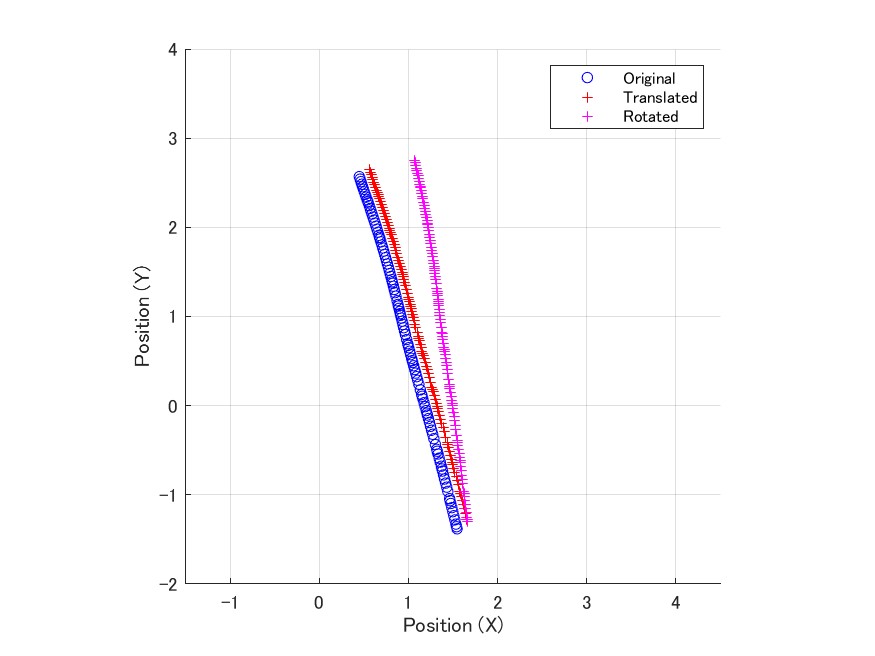 4
3
2
1
0
−1
−2
−1
0
1
2
3
4
Position (X)
Position (Y)
Original
Translated
Rotated